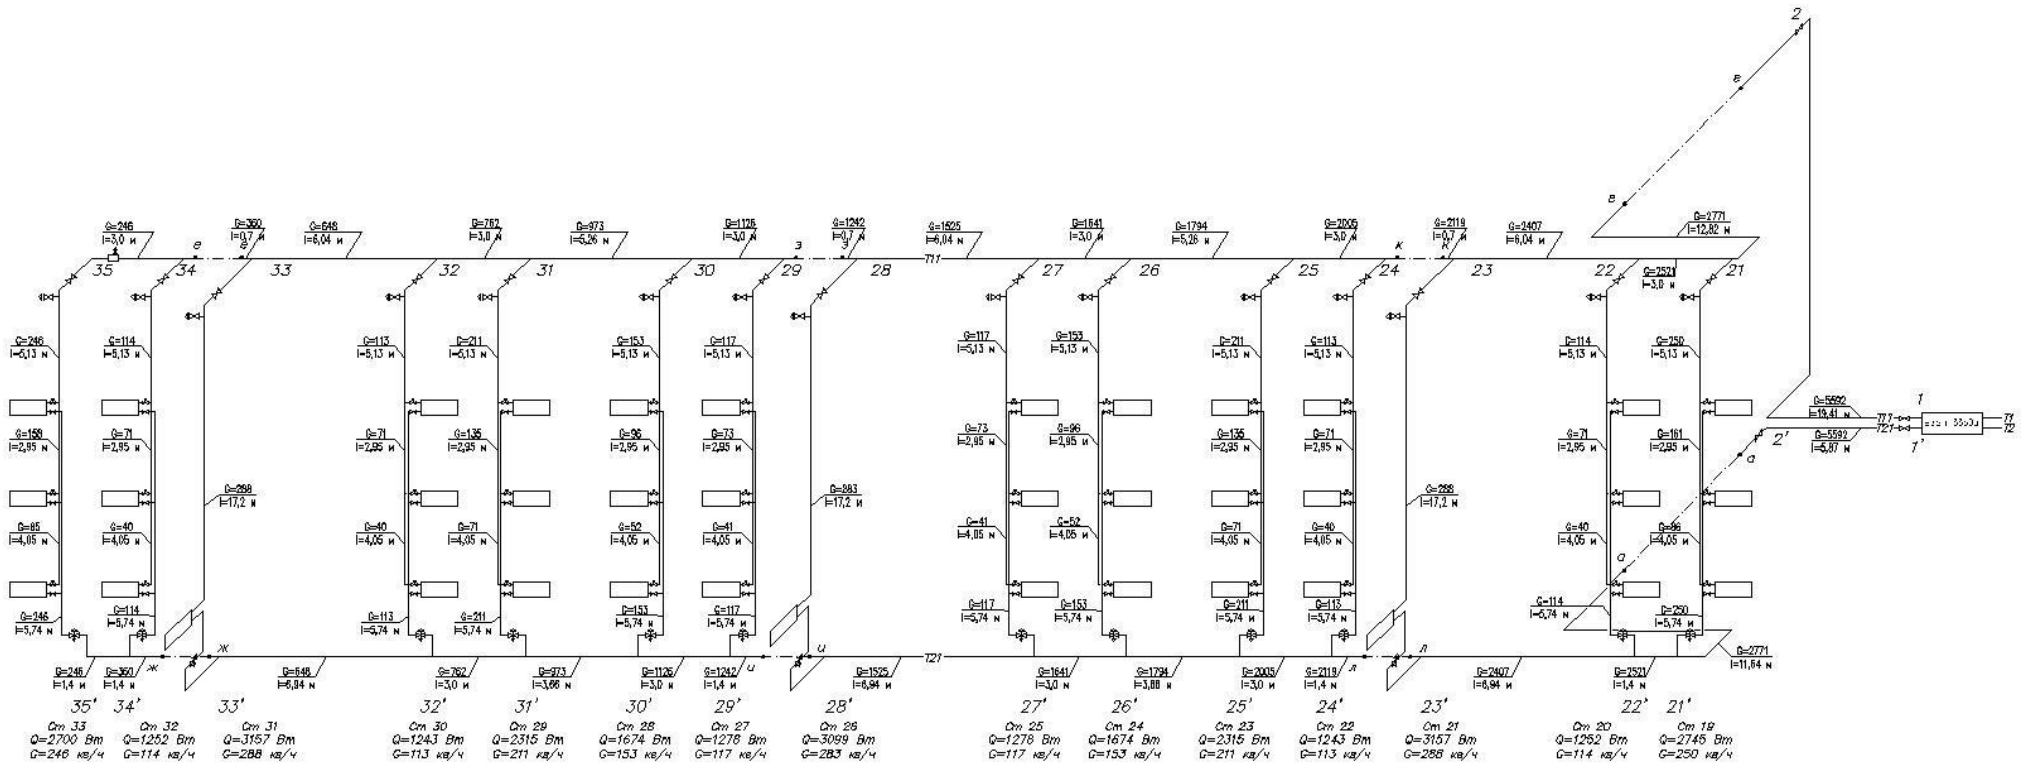 2
в
в
G=246
l=3,0 м
е
G=360
l=0,7 м
е
G=648
l=6,04 м
G=762
l=3,0 м
G=973
l=5,26 м
G=1126
l=3,0 м
з
G=1242
l=0,7 м
з
G=1525
l=6,04 м
G=1641
l=3,0 м
G=1794
l=5,26 м
G=2005
l=3,0 м
к
G=2119
l=0,7 м
к
G=2407
l=6,04 м
G=2771
l=12,82 м
T11
35
34
33
32
31
30
29
28
27
26
25
24
23
22
G=2521
l=3,0 м
21
G=246
l=5,13 м
G=114
l=5,13 м
G=113
l=5,13 м
G=211
l=5,13 м
G=153
l=5,13 м
G=117
l=5,13 м
G=117
l=5,13 м
G=153
l=5,13 м
G=211
l=5,13 м
G=113
l=5,13 м
G=114
l=5,13 м
G=250
l=5,13 м
G=5592
l=19,41 м
T11
1
T1
T21
T2
G=5592
l=5,87 м
2'
1'
а
G=159
l=2,95 м
G=71
l=2,95 м
G=71
l=2,95 м
G=135
l=2,95 м
G=96
l=2,95 м
G=73
l=2,95 м
G=73
l=2,95 м
G=96
l=2,95 м
G=135
l=2,95 м
G=71
l=2,95 м
G=71
l=2,95 м
G=161
l=2,95 м
G=288
l=17,2 м
G=283
l=17,2 м
G=288
l=17,2 м
G=85
l=4,05 м
G=40
l=4,05 м
G=40
l=4,05 м
G=71
l=4,05 м
G=52
l=4,05 м
G=41
l=4,05 м
G=41
l=4,05 м
G=52
l=4,05 м
G=71
l=4,05 м
G=40
l=4,05 м
G=40
l=4,05 м
G=86
l=4,05 м
а
G=246
l=5,74 м
G=114
l=5,74 м
G=113
l=5,74 м
G=211
l=5,74 м
G=153
l=5,74 м
G=117
l=5,74 м
G=117
l=5,74 м
G=153
l=5,74 м
G=211
l=5,74 м
G=113
l=5,74 м
G=114
l=5,74 м
G=250
l=5,74 м
G=246
l=1,4 м
G=360
l=1,4 м
ж
ж
G=648
l=6,94 м
G=762
l=3,0 м
G=973
l=3,66 м
G=1126
l=3,0 м
G=1242
l=1,4 м
и
и
G=1525
l=6,94 м
T21
G=1641
l=3,0 м
G=1794
l=3,88 м
G=2005
l=3,0 м
G=2119
l=1,4 м
л
л
G=2407
l=6,94 м
G=2521
l=1,4 м
G=2771
l=11,64 м
35' 34' 33' 32' 31' 30' 29' 28' 27' 26' 25' 24' 23' 22' 21'
Ст 33
Q=2700 Вт
G=246 кг/ч
Ст 32
Q=1252 Вт
G=114 кг/ч
Ст 31
Q=3157 Вт
G=288 кг/ч
Ст 30
Q=1243 Вт
G=113 кг/ч
Ст 29
Q=2315 Вт
G=211 кг/ч
Ст 28
Q=1674 Вт
G=153 кг/ч
Ст 27
Q=1278 Вт
G=117 кг/ч
Ст 26
Q=3099 Вт
G=283 кг/ч
Ст 25
Q=1278 Вт
G=117 кг/ч
Ст 24
Q=1674 Вт
G=153 кг/ч
Ст 23
Q=2315 Вт
G=211 кг/ч
Ст 22
Q=1243 Вт
G=113 кг/ч
Ст 21
Q=3157 Вт
G=288 кг/ч
Ст 20
Q=1252 Вт
G=114 кг/ч
Ст 19
Q=2745 Вт
G=250 кг/ч